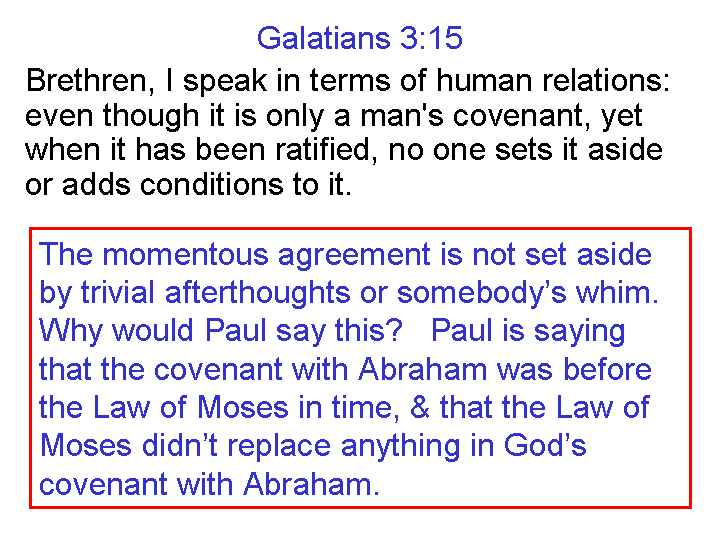 Galatians 3:15
Brethren, I speak in terms of human relations:
even though it is only a man's covenant, yet
when it has been ratified, no one sets it aside
or adds conditions to it.
The momentous agreement is not set aside
by trivial afterthoughts or somebody’s whim.
Why would Paul say this?   Paul is saying
that the covenant with Abraham was before
the Law of Moses in time, & that the Law of
Moses didn’t replace anything in God’s
covenant with Abraham.